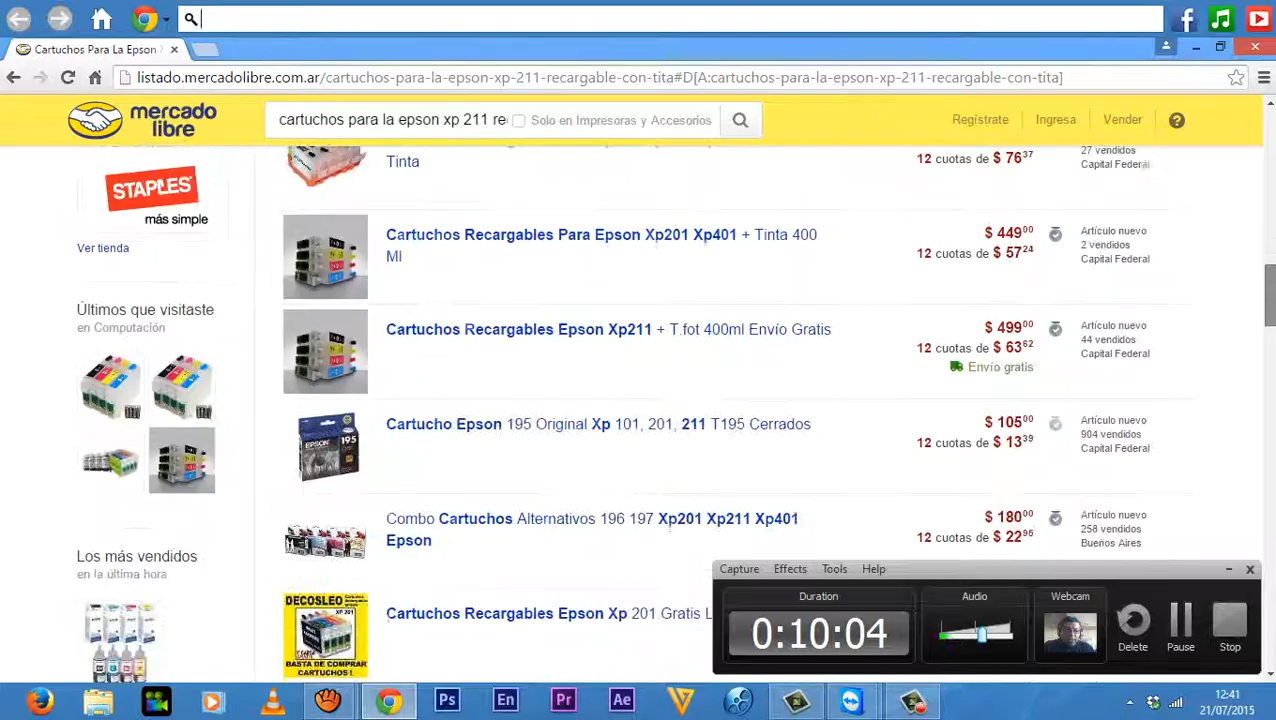 Cartuchos Para La Epson
listado.mercadolibre.com.ar/cartuchos-para-la-epson-xp-211-recargable-con-tita#D[A:cartuchos-para-la-epson-xp-211-recargable-con-tita]
mercado
libre
cartuchos para la epson xp 211 re
Solo en Impresoras y Accesorios
Regístrate
Ingresa
Vender
?
STAPLES
más simple
Ver tienda
Últimos que visitaste
en Computación
Los más vendidos
en la última hora
Tinta
12 cuotas de $ 76 37
27 vendidos
Capital Federal
Cartuchos Recargables Para Epson Xp201 Xp401 + Tinta 400
Ml
$ 449 00
12 cuotas de $ 57 24
Artículo nuevo
2 vendidos
Capital Federal
Cartuchos Recargables Epson Xp211 + T.fot 400ml Envío Gratis
$ 499 00
12 cuotas de $ 63 62
Envío gratis
Artículo nuevo
44 vendidos
Capital Federal
EPSON
195
Cartucho Epson 195 Original Xp 101, 201, 211 T195 Cerrados
$ 105 00
12 cuotas de $ 13 39
Artículo nuevo
904 vendidos
Capital Federal
Combo Cartuchos Alternativos 196 197 Xp201 Xp211 Xp401
Epson
$ 180 00
12 cuotas de $ 22 95
Artículo nuevo
258 vendidos
Buenos Aires
DECOSLEO
XP 201
BASTA DE COMPRAR
CARTUCHOS!
Cartuchos Recargables Epson Xp 201 Gratis L
Capture Effects Tools Help
Duration
0:10:04
Audio
Webcam
Delete
Pause
Stop
Ps
En
Pr
Ae
12:41
21/07/2015